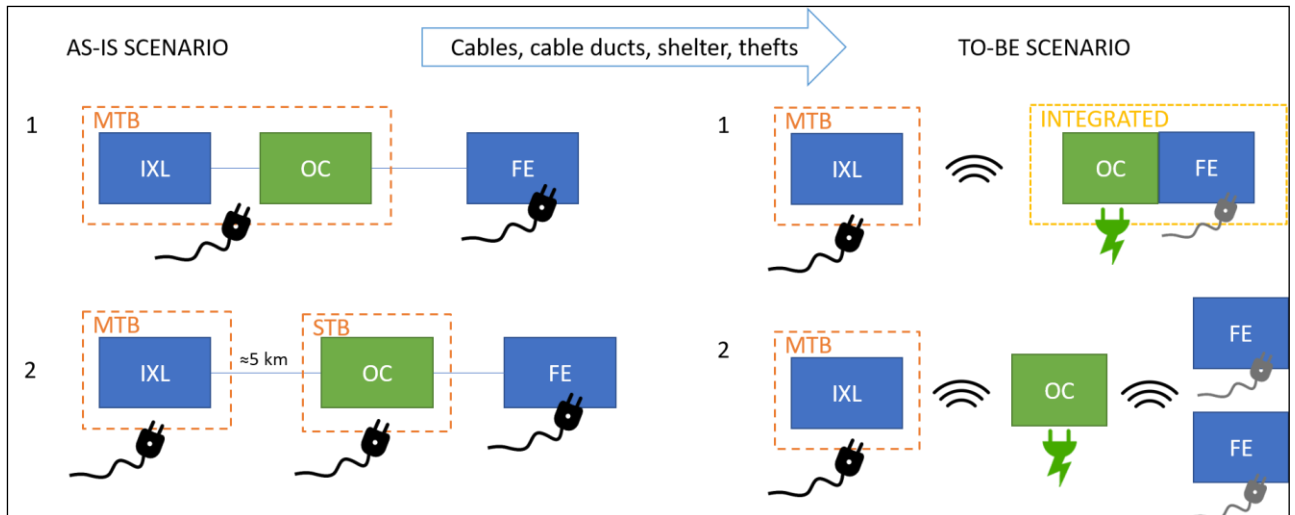 AS-IS SCENARIO
Cables, cable ducts, shelter, thefts
TO-BE SCENARIO
1
MTB
IXL
OC
FE
1
MTB
IXL
INTEGRATED
OC
FE
2
MTB
IXL
≈5 km
STB
OC
FE
2
MTB
IXL
OC
FE
FE